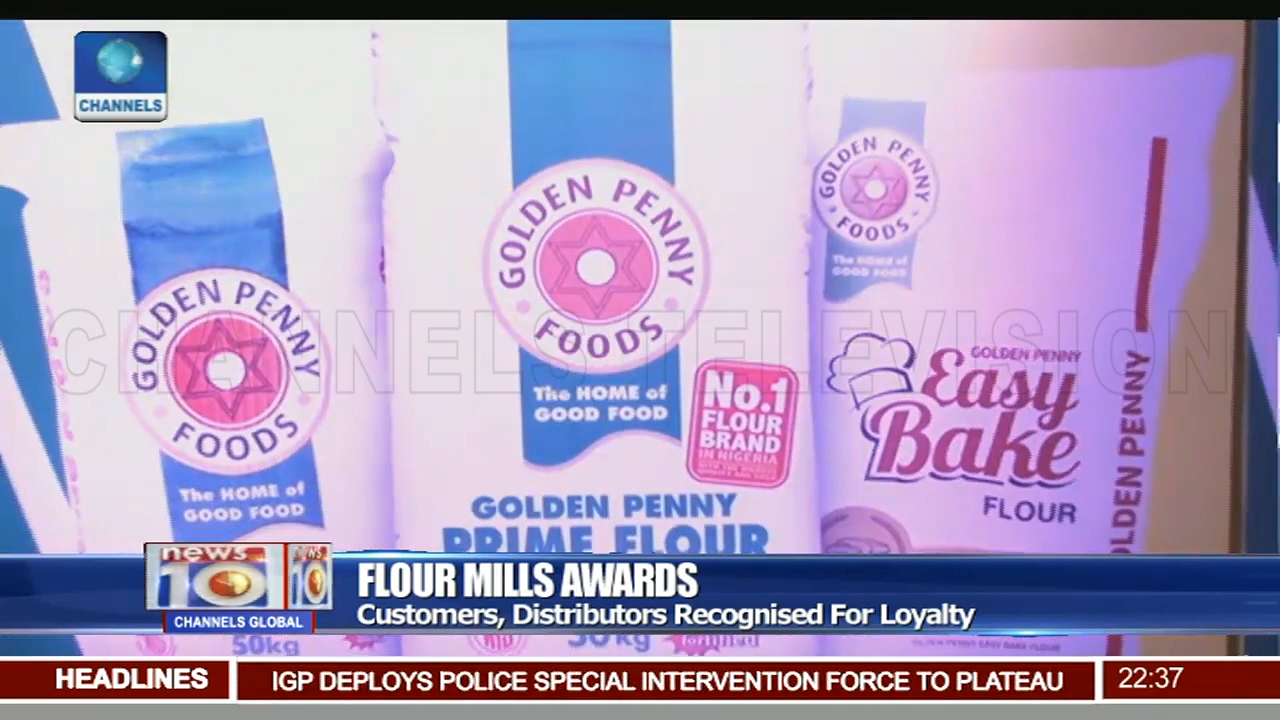 CHANNELS
GOLDEN PENNY
FOODS
The HOME of
GOOD FOOD
50kg
GOLDEN PENNY
FOODS
The HOME of
GOOD FOOD
No.1
FLOUR
BRAND
IN NIGERIA
GOLDEN PENNY
PRIME FLOUR
50kg
GOLDEN PENNY
FOODS
The HOME of
GOOD FOOD
GOLDEN PENNY
Easy
Bake
FLOUR
GOLDEN PENNY
CHANNELS TELEVISION
news
10
NEWS
10
CHANNELS GLOBAL
FLOUR MILLS AWARDS
Customers, Distributors Recognised For Loyalty
HEADLINES
IGP DEPLOYS POLICE SPECIAL INTERVENTION FORCE TO PLATEAU
22:37